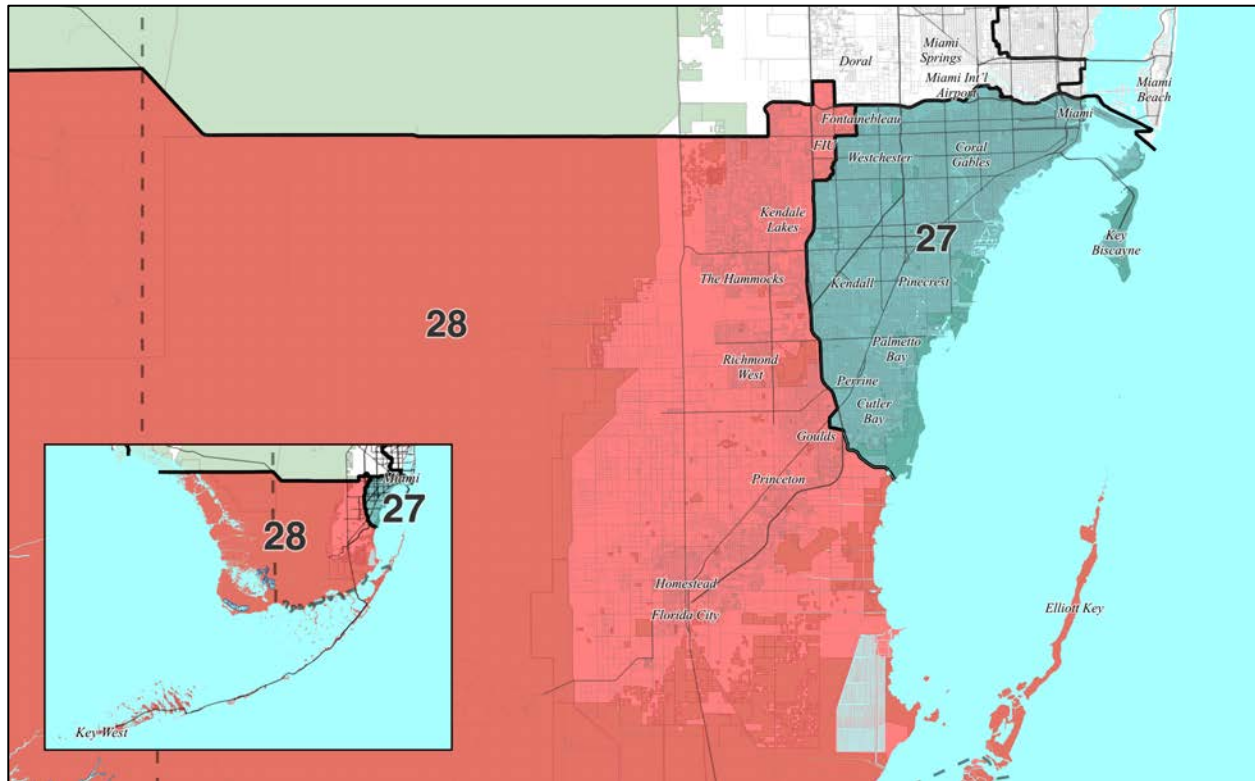 Miami
Springs
Doral
Miami Int'l
Airport
Miami
Beach
Miami
Fontainebleau
FIU
Westchester
Coral
Gables
Kendale
Lakes
27
Key
Biscayne
The Hammocks
Kendall
Pinecrest
28
Palmetto
Bay
Richmond
West
Perrine
Cutler
Bay
Goulds
Princeton
Homestead
Florida City
Elliott Key
Miami
27
28
Key West